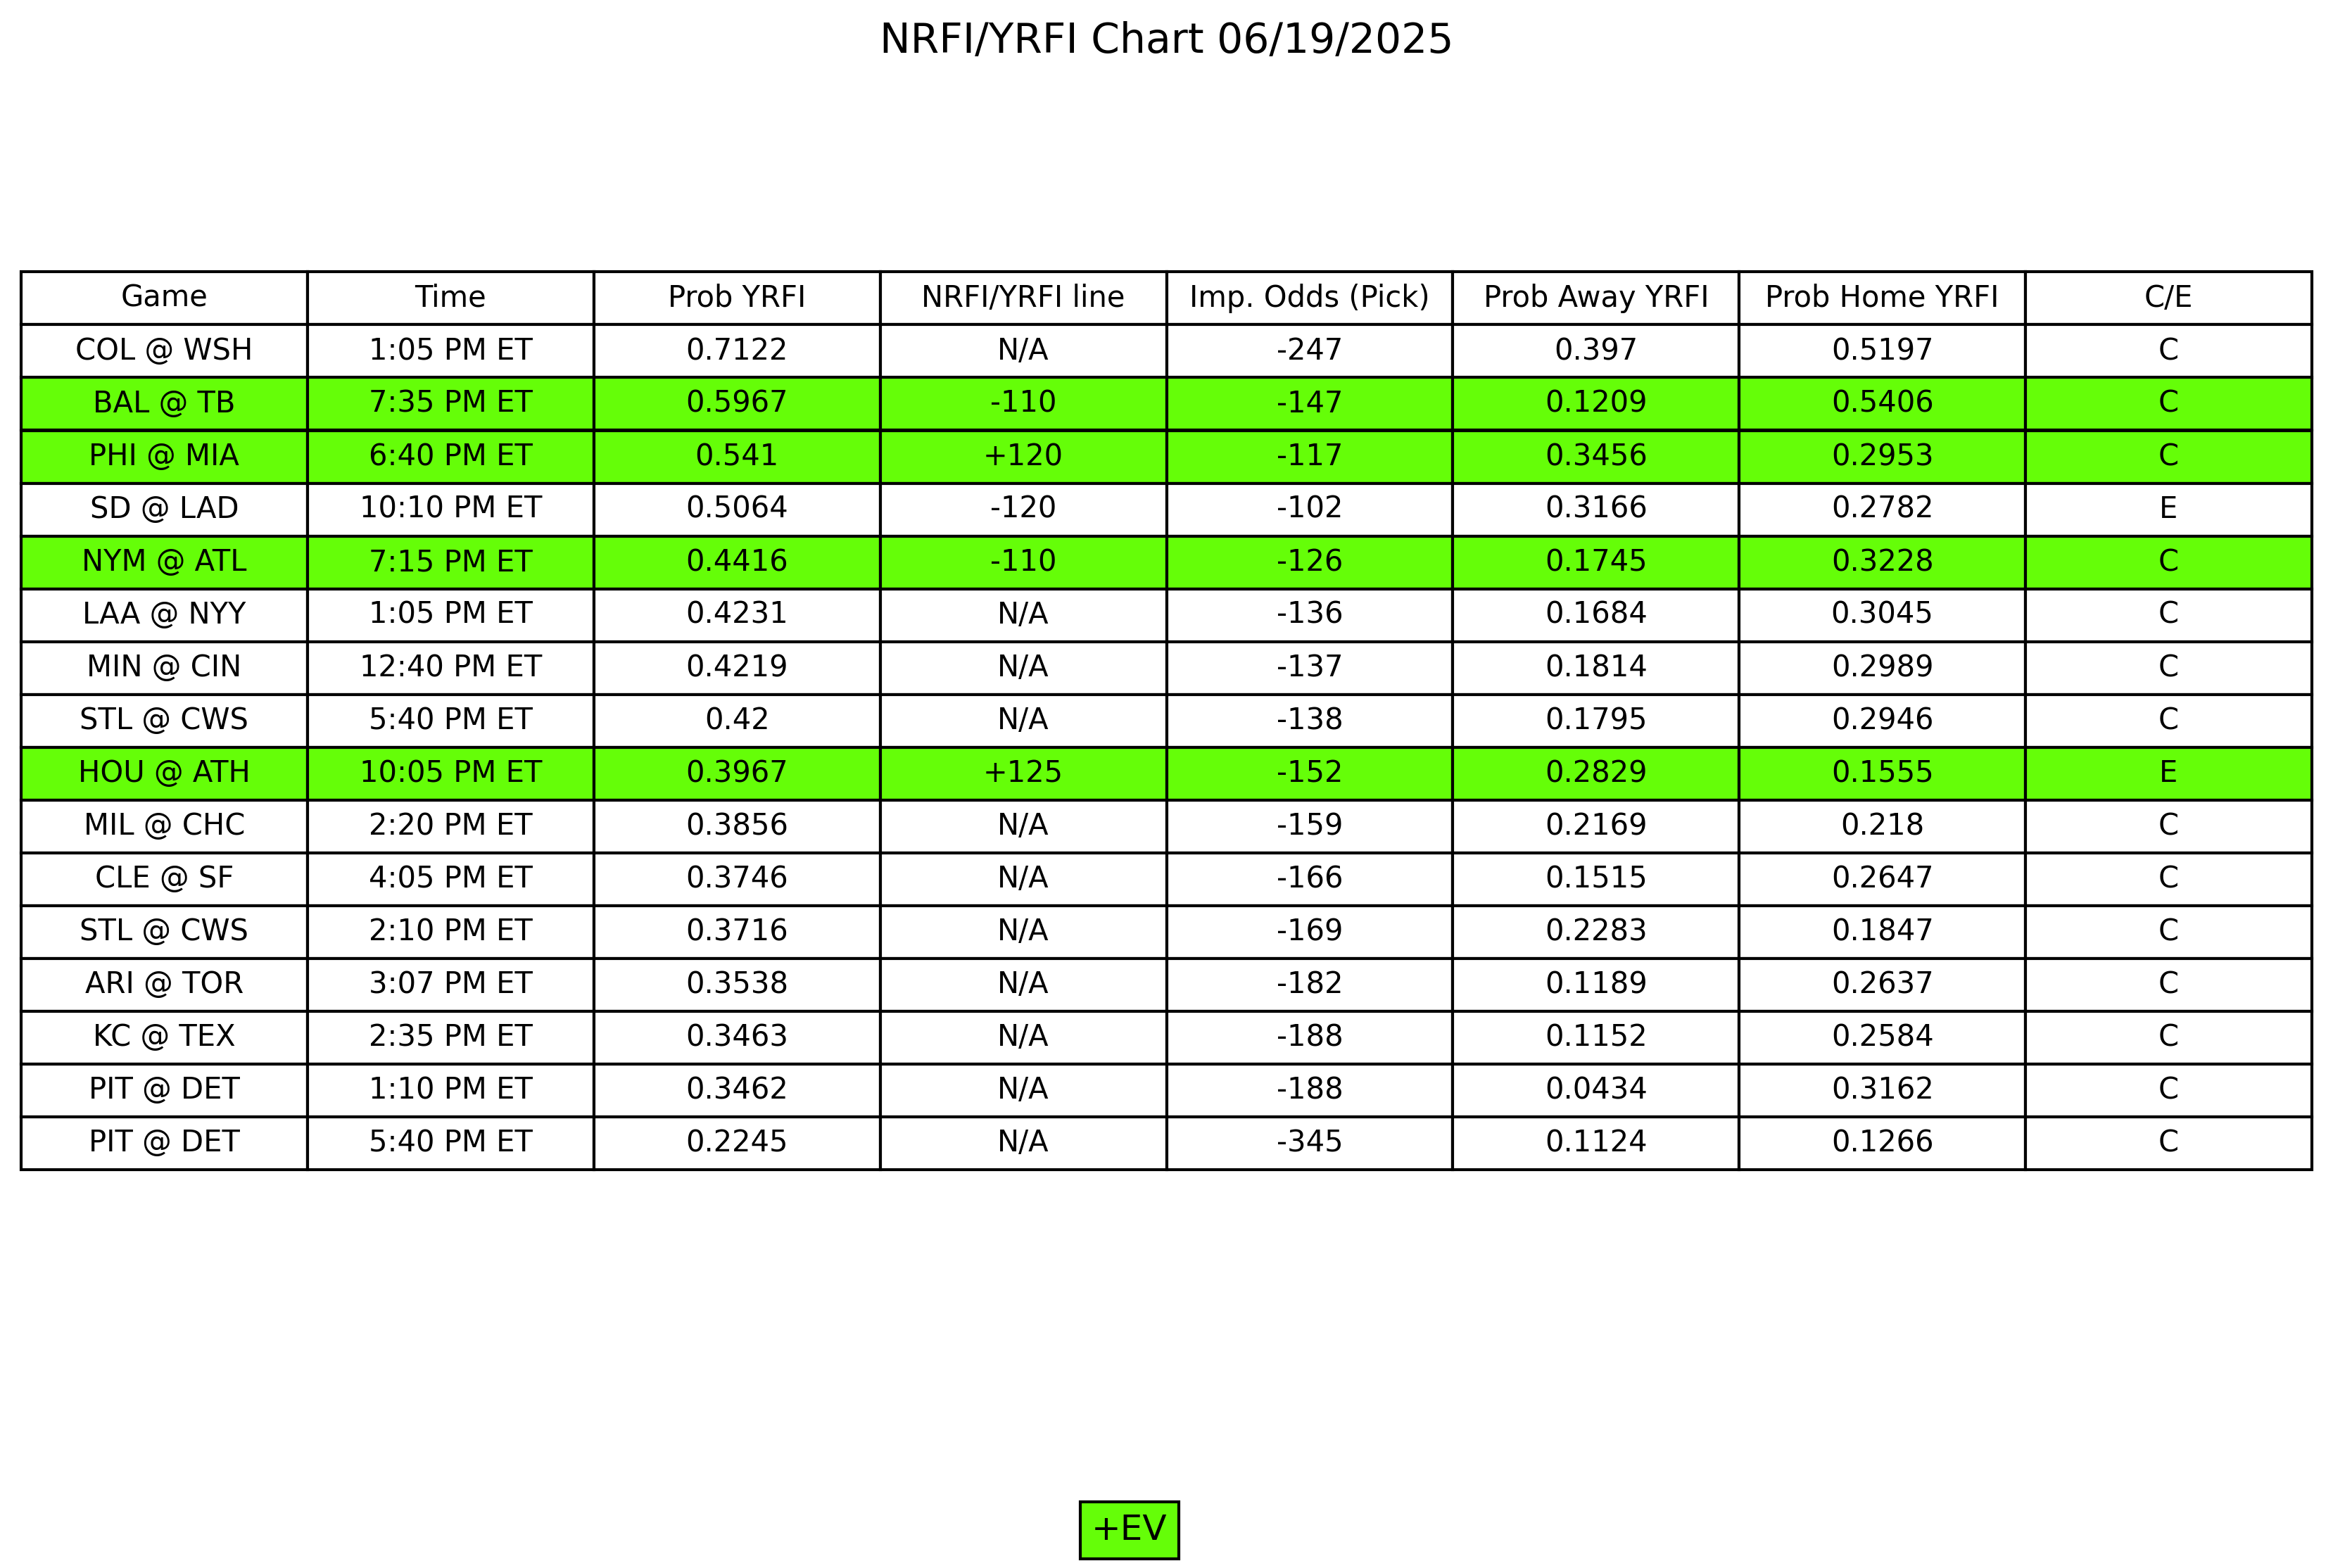 NRFI/YRFI Chart 06/19/2025
Game Time Prob YRFI NRFI/YRFI line Imp. Odds (Pick) Prob Away YRFI Prob Home YRFI C/E
COL @ WSH 1:05 PM ET 0.7122 N/A -247 0.397 0.5197 C
BAL @ TB 7:35 PM ET 0.5967 -110 -147 0.1209 0.5406 C
PHI @ MIA 6:40 PM ET 0.541 +120 -117 0.3456 0.2953 C
SD @ LAD 10:10 PM ET 0.5064 -120 -102 0.3166 0.2782 E
NYM @ ATL 7:15 PM ET 0.4416 -110 -126 0.1745 0.3228 C
LAA @ NYY 1:05 PM ET 0.4231 N/A -136 0.1684 0.3045 C
MIN @ CIN 12:40 PM ET 0.4219 N/A -137 0.1814 0.2989 C
STL @ CWS 5:40 PM ET 0.42 N/A -138 0.1795 0.2946 C
HOU @ ATH 10:05 PM ET 0.3967 +125 -152 0.2829 0.1555 E
MIL @ CHC 2:20 PM ET 0.3856 N/A -159 0.2169 0.218 C
CLE @ SF 4:05 PM ET 0.3746 N/A -166 0.1515 0.2647 C
STL @ CWS 2:10 PM ET 0.3716 N/A -169 0.2283 0.1847 C
ARI @ TOR 3:07 PM ET 0.3538 N/A -182 0.1189 0.2637 C
KC @ TEX 2:35 PM ET 0.3463 N/A -188 0.1152 0.2584 C
PIT @ DET 1:10 PM ET 0.3462 N/A -188 0.0434 0.3162 C
PIT @ DET 5:40 PM ET 0.2245 N/A -345 0.1124 0.1266 C
+EV